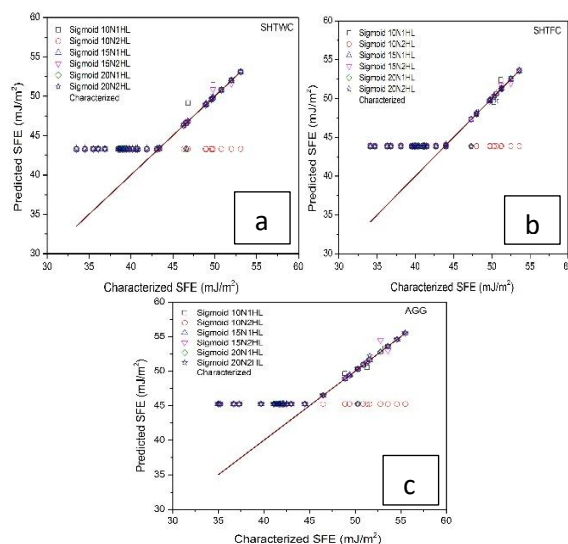 SHTWC
Sigmoid 10N1HL
Sigmoid 10N2HL
Sigmoid 15N1HL
Sigmoid 15N2HL
Sigmoid 20N1HL
Sigmoid 20N2HL
Characterized
Predicted SFE (mJ/m²)
60
55
50
45
40
35
30
30 35 40 45 50 55 60
Characterized SFE (mJ/m²)
a
SHTFC
Sigmoid 10N1HL
Sigmoid 10N2HL
Sigmoid 15N1HL
Sigmoid 15N2HL
Sigmoid 20N1HL
Sigmoid 20N2HL
Characterized
Predicted SFE (mJ/m²)
60
55
50
45
40
35
30
30 35 40 45 50 55 60
Characterized SFE (mJ/m²)
b
AGG
Sigmoid 10N1HL
Sigmoid 10N2HL
Sigmoid 15N1HL
Sigmoid 15N2HL
Sigmoid 20N1HL
Sigmoid 20N2HL
Characterized
Predicted SFE (mJ/m²)
60
55
50
45
40
35
30
30 35 40 45 50 55 60
Characterized SFE (mJ/m²)
c